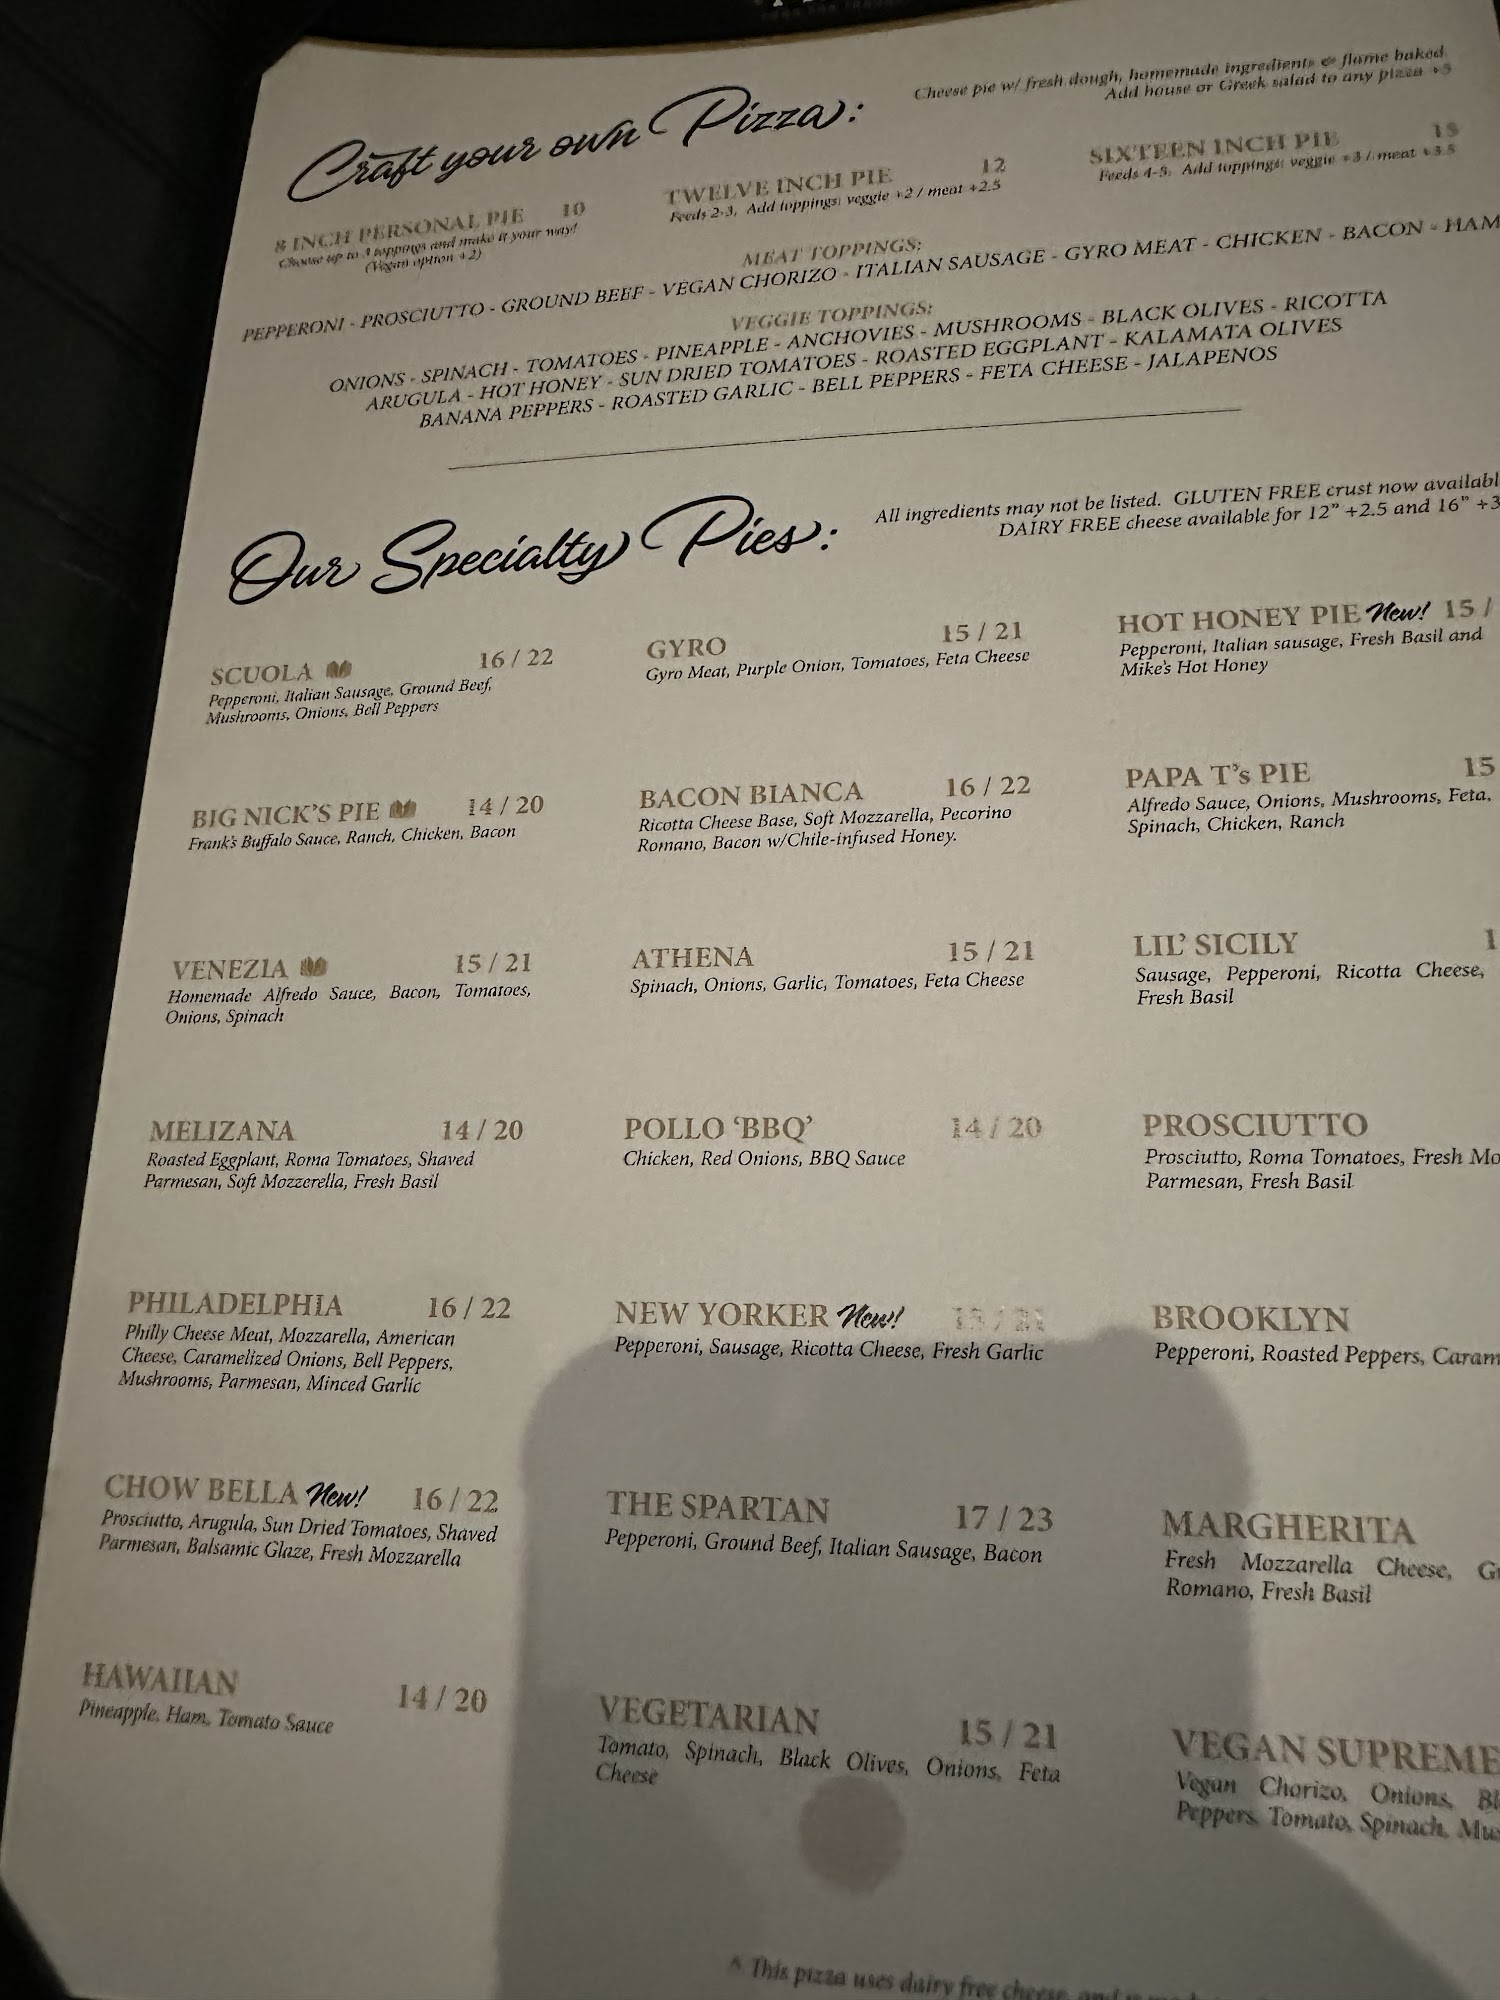 Craft your own Pizza:
Cheese pie w/ fresh dough, homemade ingredients & flame baked
Add house or Greek salad to any pizza +5
8 INCH PERSONAL PIE 10
Choose up to 3 toppings and make it your way!
(Vegan option +2)
TWELVE INCH PIE 12
Feeds 2-3, Add toppings: veggie +2 / meat +2.5
SIXTEEN INCH PIE
Feeds 4-5, Add toppings: veggie +3 / meat +3.5
MEAT TOPPINGS:
PEPPERONI - PROSCIUTTO - GROUND BEEF - VEGAN CHORIZO - ITALIAN SAUSAGE - GYRO MEAT - CHICKEN - BACON - HAM
VEGGIE TOPPINGS:
ONIONS - SPINACH - TOMATOES - PINEAPPLE - ANCHOVIES - MUSHROOMS - BLACK OLIVES - RICOTTA
ARUGULA - HOT HONEY - SUN DRIED TOMATOES - ROASTED EGGPLANT - KALAMATA OLIVES
BANANA PEPPERS - ROASTED GARLIC - BELL PEPPERS - FETA CHEESE - JALAPENOS
Our Specialty Pies:
All ingredients may not be listed. GLUTEN FREE crust now availabl
DAIRY FREE cheese available for 12" +2.5 and 16" +3
SCUOLA 16 / 22
Pepperoni, Italian Sausage, Ground Beef,
Mushrooms, Onions, Bell Peppers
GYRO 15 / 21
Gyro Meat, Purple Onion, Tomatoes, Feta Cheese
HOT HONEY PIE New! 15 /
Pepperoni, Italian sausage, Fresh Basil and
Mike's Hot Honey
BIG NICK'S PIE 14 / 20
Frank's Buffalo Sauce, Ranch, Chicken, Bacon
BACON BIANCA 16 / 22
Ricotta Cheese Base, Soft Mozzarella, Pecorino
Romano, Bacon w/Chile-infused Honey.
PAPA T's PIE 15
Alfredo Sauce, Onions, Mushrooms, Feta,
Spinach, Chicken, Ranch
VENEZIA 15 / 21
Homemade Alfredo Sauce, Bacon, Tomatoes,
Onions, Spinach
ATHENA 15 / 21
Spinach, Onions, Garlic, Tomatoes, Feta Cheese
LIL' SICILY 1
Sausage, Pepperoni, Ricotta Cheese,
Fresh Basil
MELIZANA 14 / 20
Roasted Eggplant, Roma Tomatoes, Shaved
Parmesan, Soft Mozzerella, Fresh Basil
POLLO 'BBQ' 14 / 20
Chicken, Red Onions, BBQ Sauce
PROSCIUTTO
Prosciutto, Roma Tomatoes, Fresh Mo
Parmesan, Fresh Basil
PHILADELPHIA 16 / 22
Philly Cheese Meat, Mozzarella, American
Cheese, Caramelized Onions, Bell Peppers,
Mushrooms, Parmesan, Minced Garlic
NEW YORKER New!
Pepperoni, Sausage, Ricotta Cheese, Fresh Garlic
BROOKLYN
Pepperoni, Roasted Peppers, Caram
CHOW BELLA New! 16 / 22
Prosciutto, Arugula, Sun Dried Tomatoes, Shaved
Parmesan, Balsamic Glaze, Fresh Mozzarella
THE SPARTAN 17 / 23
Pepperoni, Ground Beef, Italian Sausage, Bacon
MARGHERITA
Fresh Mozzarella Cheese, G
Romano, Fresh Basil
HAWAIIAN 14 / 20
Pineapple, Ham, Tomato Sauce
VEGETARIAN 15 / 21
Tomato, Spinach, Black Olives, Onions, Feta
Cheese
VEGAN SUPREME
Vegan Chorizo, Onions, Bl
Peppers, Tomato, Spinach, Mus
^ This pizza uses dairy free cheese, and